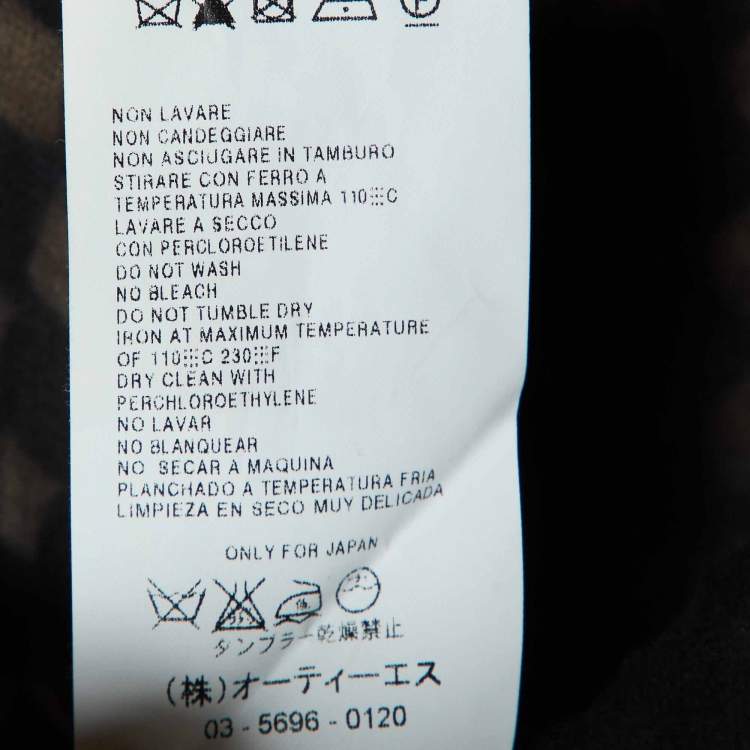 NON LAVARE
NON CANDEGGIARE
NON ASCIUGARE IN TAMBURO
STIRARE CON FERRO A
TEMPERATURA MASSIMA 110░C
LAVARE A SECCO
CON PERCLOROETILENE
DO NOT WASH
NO BLEACH
DO NOT TUMBLE DRY
IRON AT MAXIMUM TEMPERATURE
OF 110░C 230░F
DRY CLEAN WITH
PERCHLOROETHYLENE
NO LAVAR
NO BLANQUEAR
NO SECAR A MAQUINA
PLANCHADO A TEMPERATURA FRIA
LIMPIEZA EN SECO MUY DELICADA
ONLY FOR JAPAN
タンブラー乾燥禁止
(株)オーティーエス
03-5696-0120